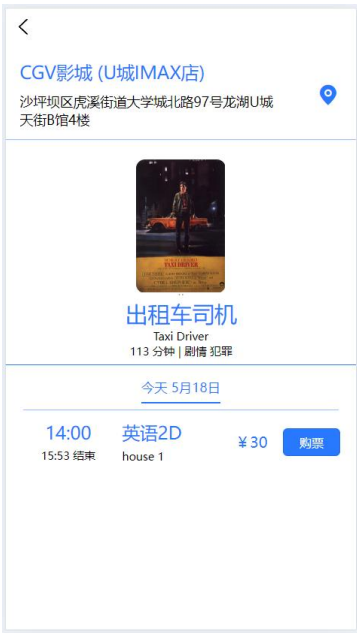 CGV影城 (U城IMAX店)
沙坪坝区虎溪街道大学城北路97号龙湖U城
天街B馆4楼
TAXI DRIVER
出租车司机
Taxi Driver
113 分钟 | 剧情 犯罪
今天 5月18日
14:00 英语2D ¥ 30 购票
15:53 结束 house 1